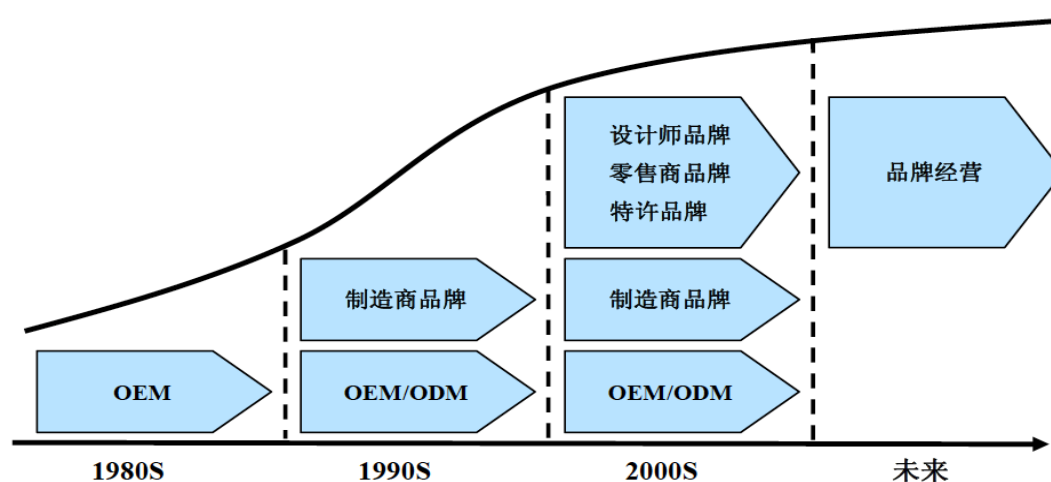 设计师品牌
零售商品牌
特许品牌
品牌经营
制造商品牌
制造商品牌
OEM
OEM/ODM
OEM/ODM
1980S
1990S
2000S
未来